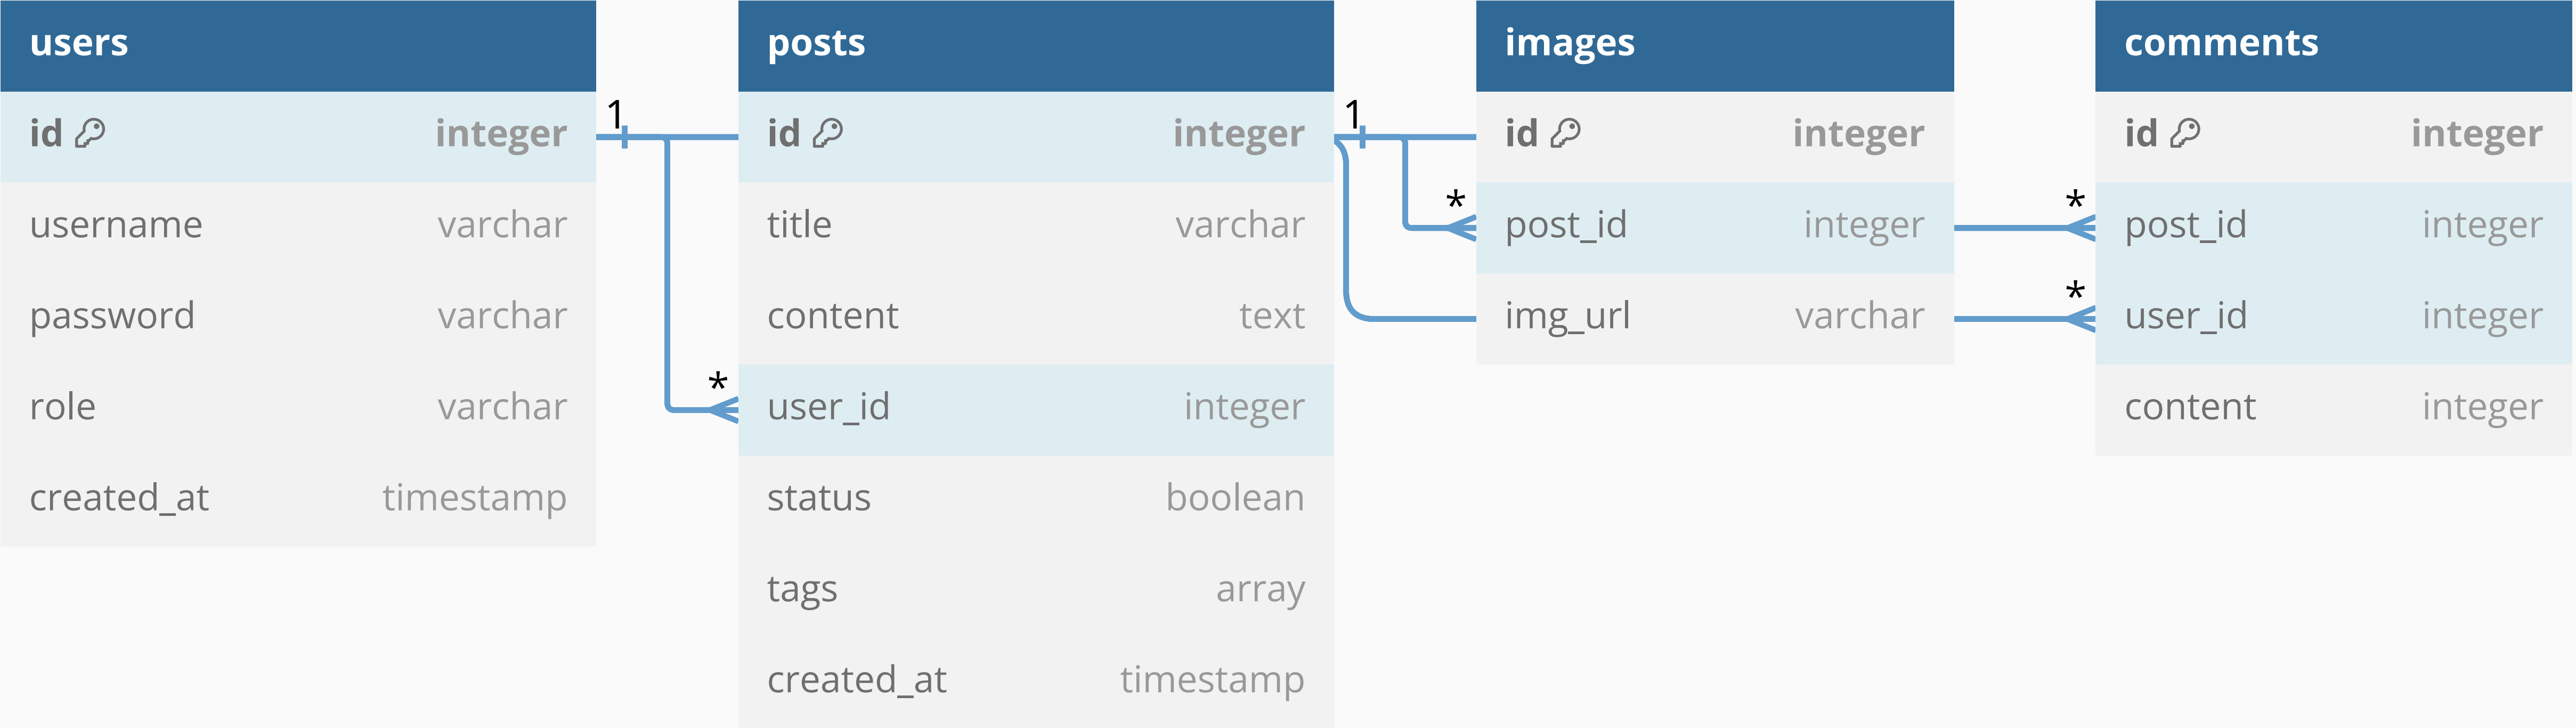 users
id integer
username varchar
password varchar
role varchar
created_at timestamp
1
*
posts
id integer
title varchar
content text
user_id integer
status boolean
tags array
created_at timestamp
1
*
images
id integer
post_id integer
img_url varchar
*
*
comments
id integer
post_id integer
user_id integer
content integer